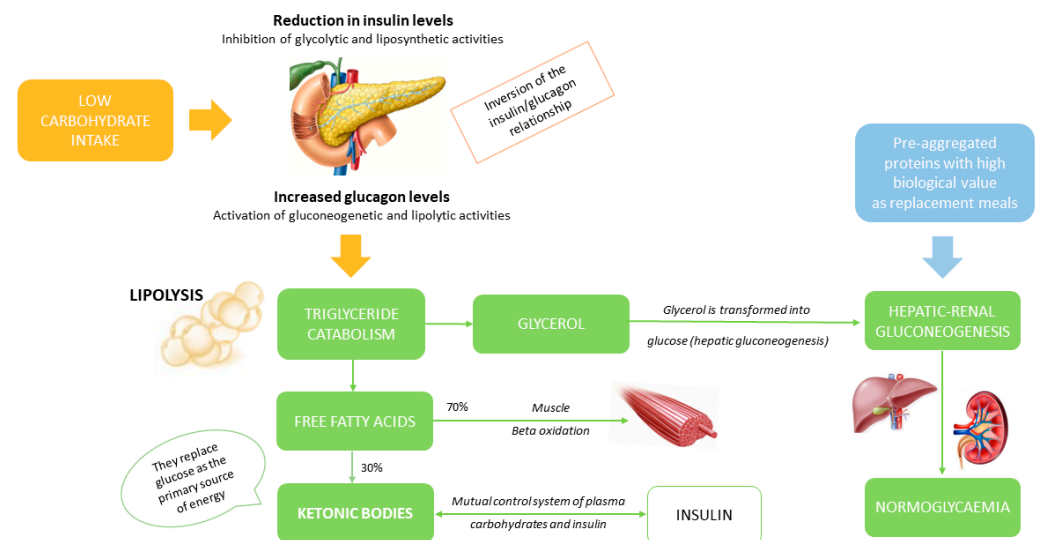 Reduction in insulin levels
Inhibition of glycolytic and liposynthetic activities
LOW
CARBOHYDRATE
INTAKE
Inversion of the
insulin/glucagon
relationship
Pre-aggregated
proteins with high
biological value
as replacement meals
Increased glucagon levels
Activation of gluconeogenetic and lipolytic activities
LIPOLYSIS
TRIGLYCERIDE
CATABOLISM
GLYCEROL
Glycerol is transformed into
glucose (hepatic gluconeogenesis)
HEPATIC-RENAL
GLUCONEOGENESIS
FREE FATTY ACIDS
70%
Muscle
Beta oxidation
They replace
glucose as the
primary source
of energy
30%
KETONIC BODIES
Mutual control system of plasma
carbohydrates and insulin
INSULIN
NORMOGLYCAEMIA